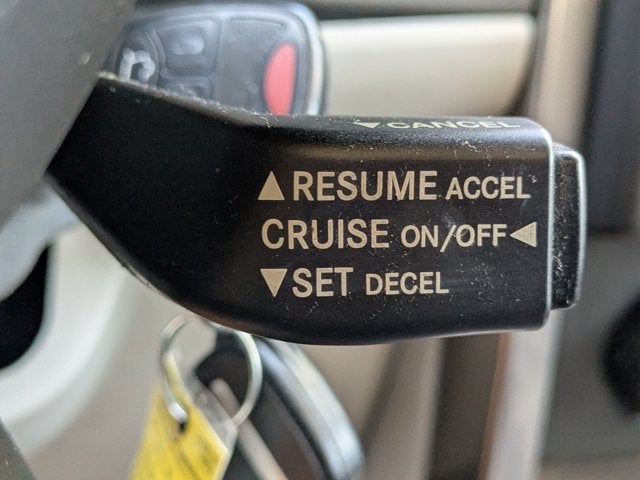 ◄CANCEL
▲RESUME ACCEL
CRUISE ON/OFF◄
▼SET DECEL